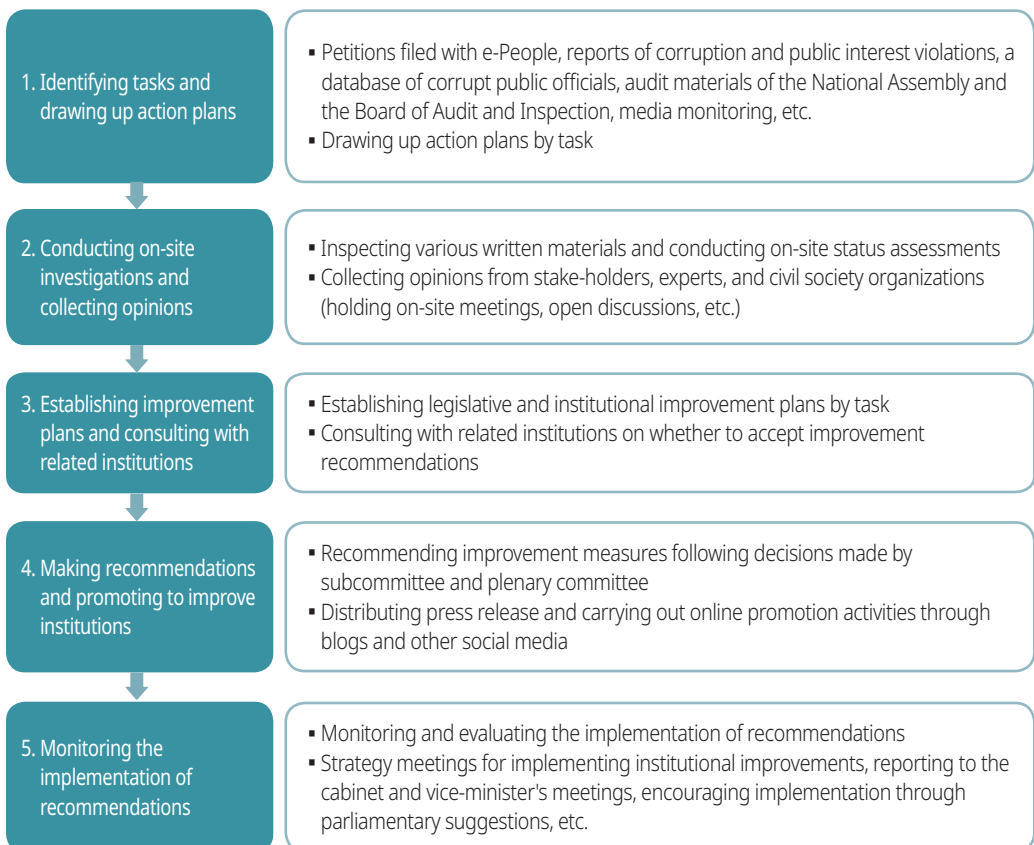 1. Identifying tasks and
drawing up action plans
▪ Petitions filed with e-People, reports of corruption and public interest violations, a
database of corrupt public officials, audit materials of the National Assembly and
the Board of Audit and Inspection, media monitoring, etc.
▪ Drawing up action plans by task
2. Conducting on-site
investigations and
collecting opinions
▪ Inspecting various written materials and conducting on-site status assessments
▪ Collecting opinions from stake-holders, experts, and civil society organizations
(holding on-site meetings, open discussions, etc.)
3. Establishing improvement
plans and consulting with
related institutions
▪ Establishing legislative and institutional improvement plans by task
▪ Consulting with related institutions on whether to accept improvement
recommendations
4. Making recommendations
and promoting to improve
institutions
▪ Recommending improvement measures following decisions made by
subcommittee and plenary committee
▪ Distributing press release and carrying out online promotion activities through
blogs and other social media
5. Monitoring the
implementation of
recommendations
▪ Monitoring and evaluating the implementation of recommendations
▪ Strategy meetings for implementing institutional improvements, reporting to the
cabinet and vice-minister's meetings, encouraging implementation through
parliamentary suggestions, etc.